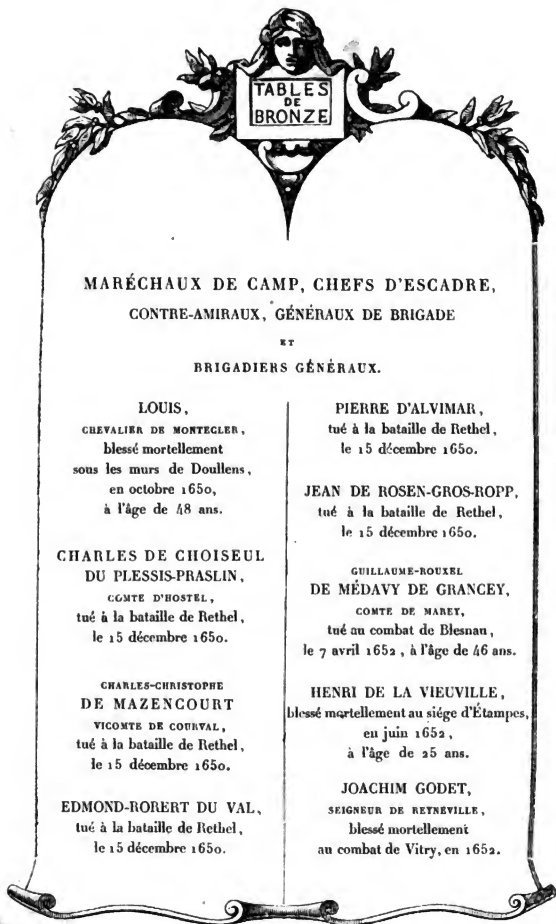 TABLES
DE
BRONZE
MARÉCHAUX DE CAMP, CHEFS D'ESCADRE,
CONTRE-AMIRAUX, GÉNÉRAUX DE BRIGADE
ET
BRIGADIERS GÉNÉRAUX.
LOUIS,
CHEVALIER DE MONTECLER,
blessé mortellement
sous les murs de Doullens,
en octobre 1650,
à l'âge de 48 ans.
CHARLES DE CHOISEUL
DU PLESSIS-PRASLIN,
COMTE D'HOSTEL,
tué à la bataille de Rethel,
le 15 décembre 1650.
CHARLES-CHRISTOPHE
DE MAZENCOURT
VICOMTE DE COURVAL,
tué à la bataille de Rethel,
le 15 décembre 1650.
EDMOND-RORERT DU VAL,
tué à la bataille de Rethel,
le 15 décembre 1650.
PIERRE D'ALVIMAR,
tué à la bataille de Rethel,
le 15 décembre 1650.
JEAN DE ROSEN-GROS-ROPP,
tué à la bataille de Rethel,
le 15 décembre 1650.
GUILLAUME-ROUXEL
DE MÉDAVY DE GRANCEY,
COMTE DE MAREY,
tué au combat de Blesnau,
le 7 avril 1652, à l'âge de 46 ans.
HENRI DE LA VIEUVILLE,
blessé mortellement au siége d'Étampes,
en juin 1652,
à l'âge de 25 ans.
JOACHIM GODET,
SEIGNEUR DE REYNEVILLE,
blessé mortellement
au combat de Vitry, en 1652.